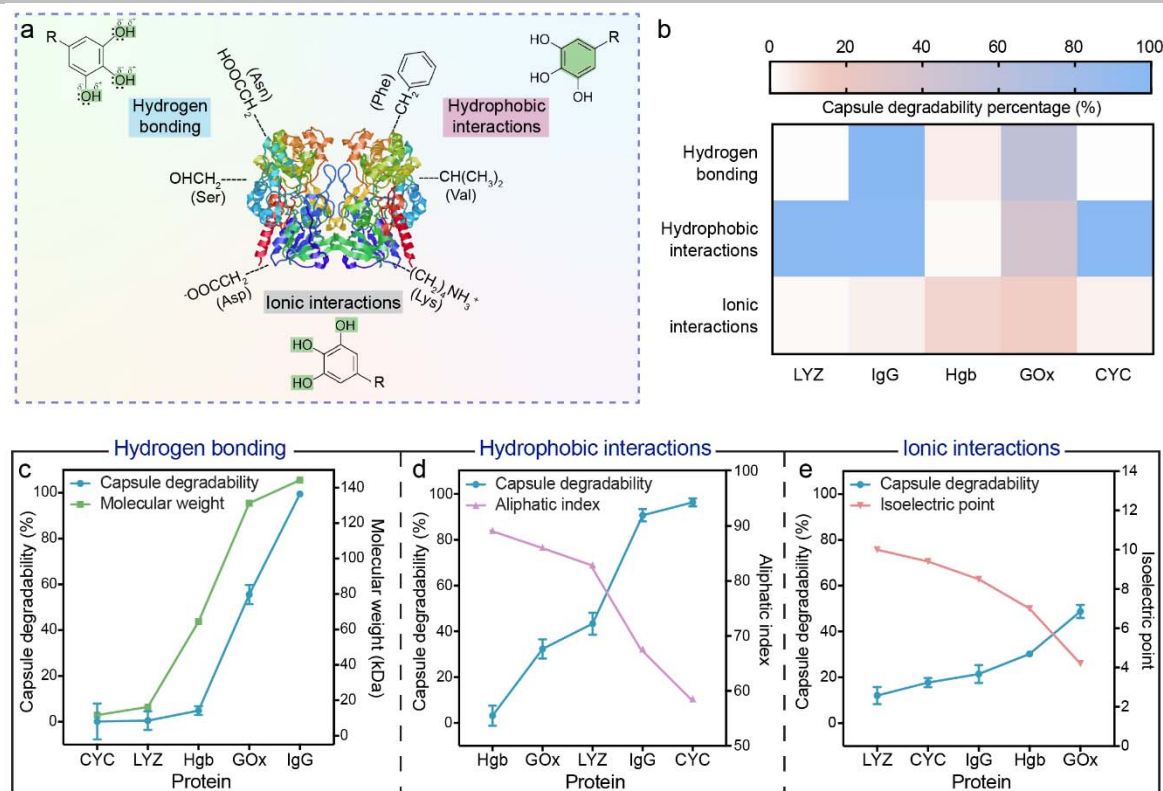 a
R
δ- δ+
:OH
δ- δ+
:OH
δ- δ+
OH
Hydrogen
bonding
HOOCCH2
(Asn)
(Phe)
CH2
Hydrophobic
interactions
HO
R
HO
OH
OHCH2
(Ser)
CH(CH3)2
(Val)
-OOCCH2
(Asp)
(CH2)4NH3+
(Lys)
Ionic interactions
OH
HO
HO
R
b
0 20 40 60 80 100
Capsule degradability percentage (%)
Hydrogen
bonding
Hydrophobic
interactions
Ionic
interactions
LYZ IgG Hgb GOx CYC
Hydrogen bonding
c
Capsule degradability
Molecular weight
Capsule degradability (%)
100
80
60
40
20
0
Molecular weight (kDa)
140
120
100
80
60
40
20
0
CYC LYZ Hgb GOx IgG
Protein
Hydrophobic interactions
d
Capsule degradability
Aliphatic index
Capsule degradability (%)
100
80
60
40
20
0
Aliphatic index
100
90
80
70
60
50
Hgb GOx LYZ IgG CYC
Protein
Ionic interactions
e
Capsule degradability
Isoelectric point
Capsule degradability (%)
100
80
60
40
20
0
Isoelectric point
14
12
10
8
6
4
2
0
LYZ CYC IgG Hgb GOx
Protein